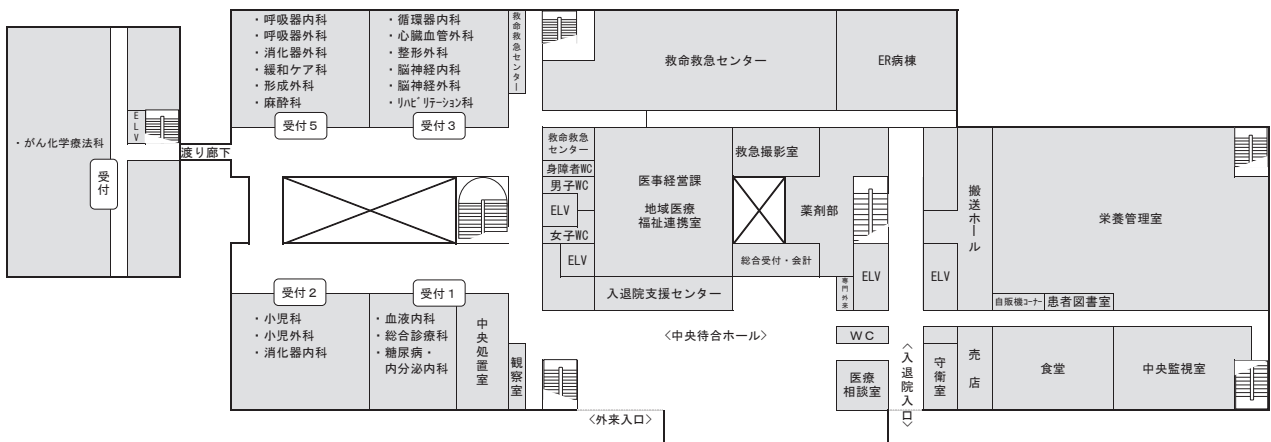 ・がん化学療法科
受付
ELV
渡り廊下
・呼吸器内科
・呼吸器外科
・消化器外科
・緩和ケア科
・形成外科
・麻酔科
受付5
・循環器内科
・心臓血管外科
・整形外科
・脳神経内科
・脳神経外科
・ﾘﾊﾋﾞﾘﾃｰｼｮﾝ科
受付3
救命救急センター
救命救急センター
ER病棟
救命救急
センター
身障者WC
男子WC
ELV
女子WC
ELV
医事経営課
地域医療
福祉連携室
救急撮影室
薬剤部
総合受付・会計
入退院支援センター
専門外来
ELV
ELV
搬送ホール
栄養管理室
自販機ｺｰﾅｰ
患者図書室
受付2
・小児科
・小児外科
・消化器内科
受付1
・血液内科
・総合診療科
・糖尿病・
内分泌内科
中央処置室
観察室
〈中央待合ホール〉
〈外来入口〉
WC
医療
相談室
〈入退院入口〉
守衛室
売店
食堂
中央監視室